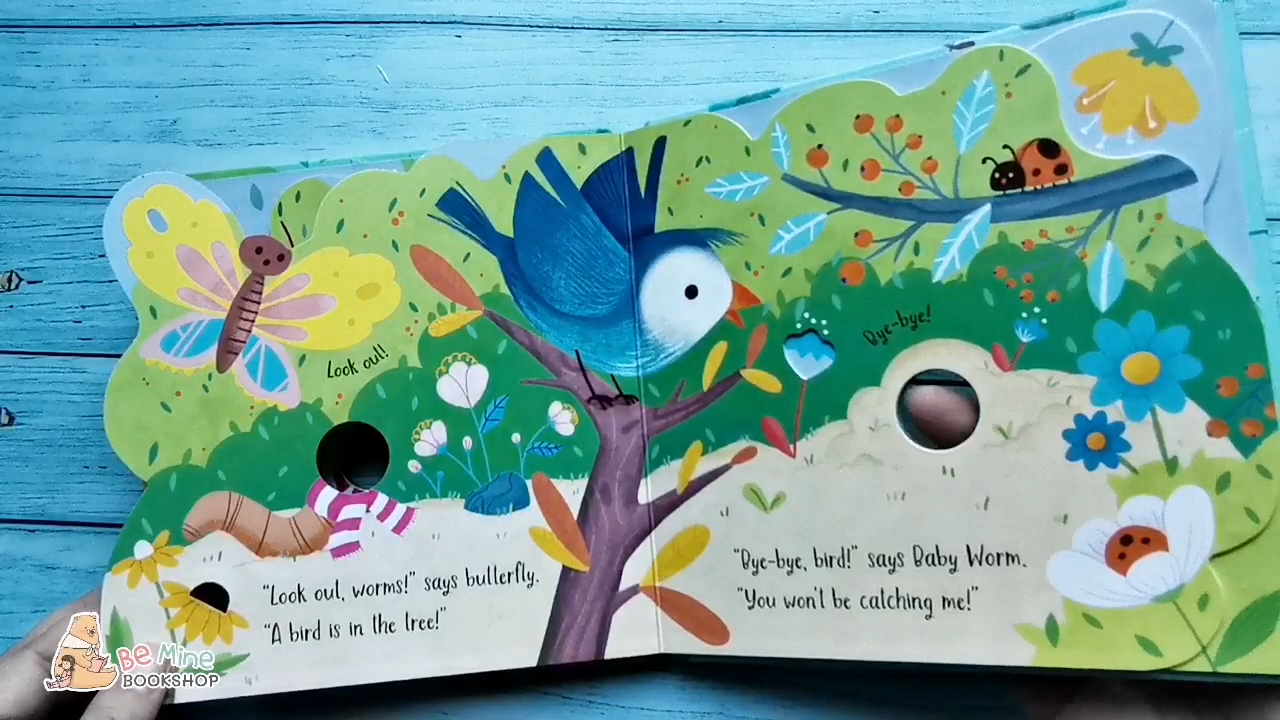 Look out!
"Look out, worms!" says butterfly.
"A bird is in the tree!"
Bye-bye!
"Bye-bye, bird!" says Baby Worm.
"You won't be catching me!"
Be Mine
BOOKSHOP